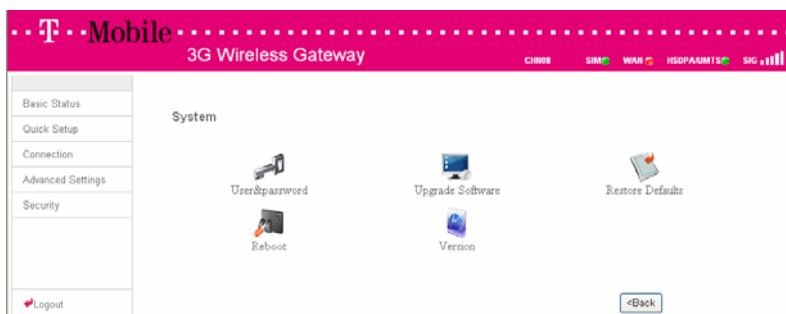 T Mobile
3G Wireless Gateway
CHN08 SIM WAN HSDPA/UMTS SIG
Basic Status
Quick Setup
Connection
Advanced Settings
Security
Logout
System
User&password Upgrade Software Restore Defaults
Reboot Version
<Back